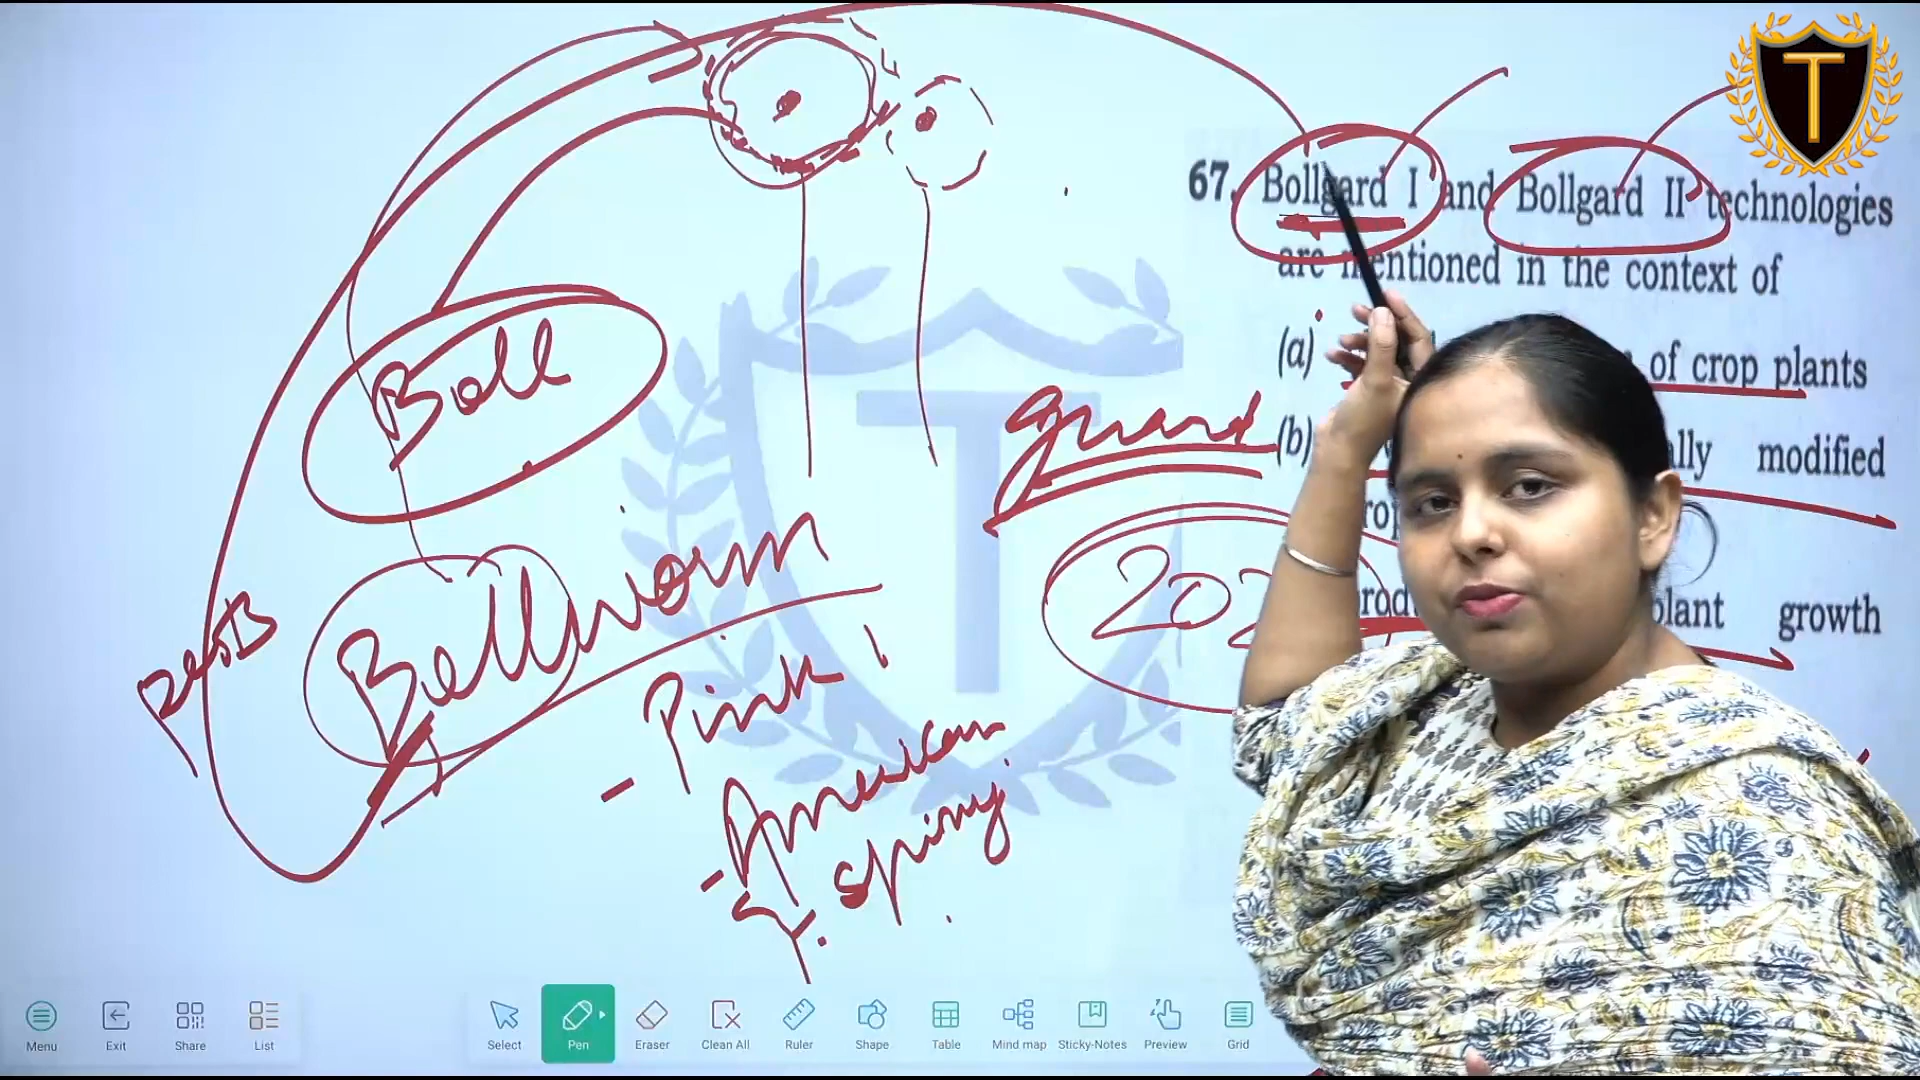 T
67. Bollgard I and Bollgard II technologies
are mentioned in the context of
(a) of crop plants
(b) modified
plant growth
Boll
guard
Bollworm
202
pests
- Pink
- American
spiny
Menu
Exit
Share
List
Select
Pen
Eraser
Clean All
Ruler
Shape
Table
Mind map
Sticky-Notes
Preview
Grid